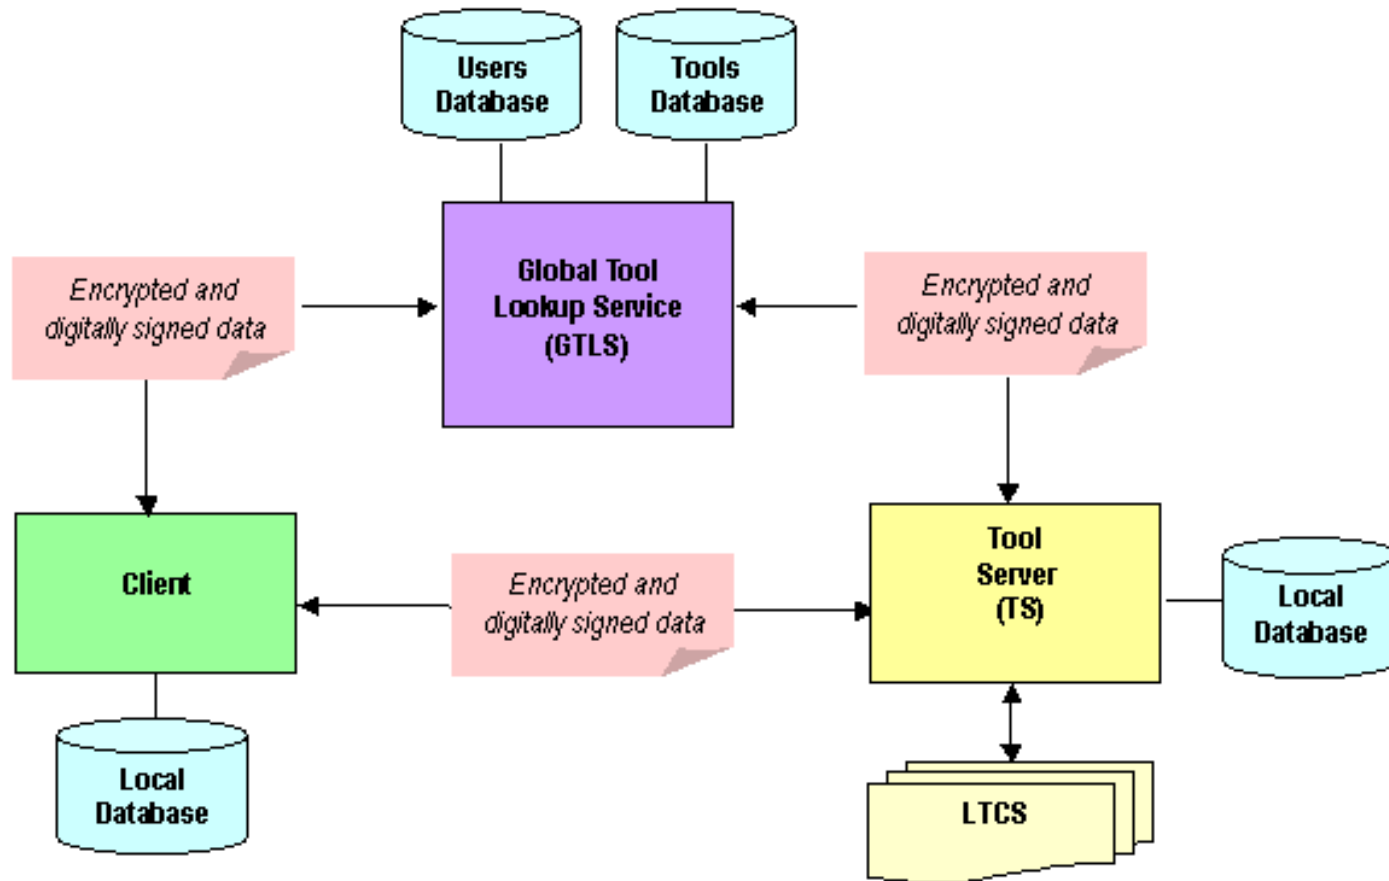 Users
Database
Tools
Database
Global Tool
Lookup Service
(GTLS)
Encrypted and
digitally signed data
Encrypted and
digitally signed data
Client
Encrypted and
digitally signed data
Tool
Server
(TS)
Local
Database
Local
Database
LTCS